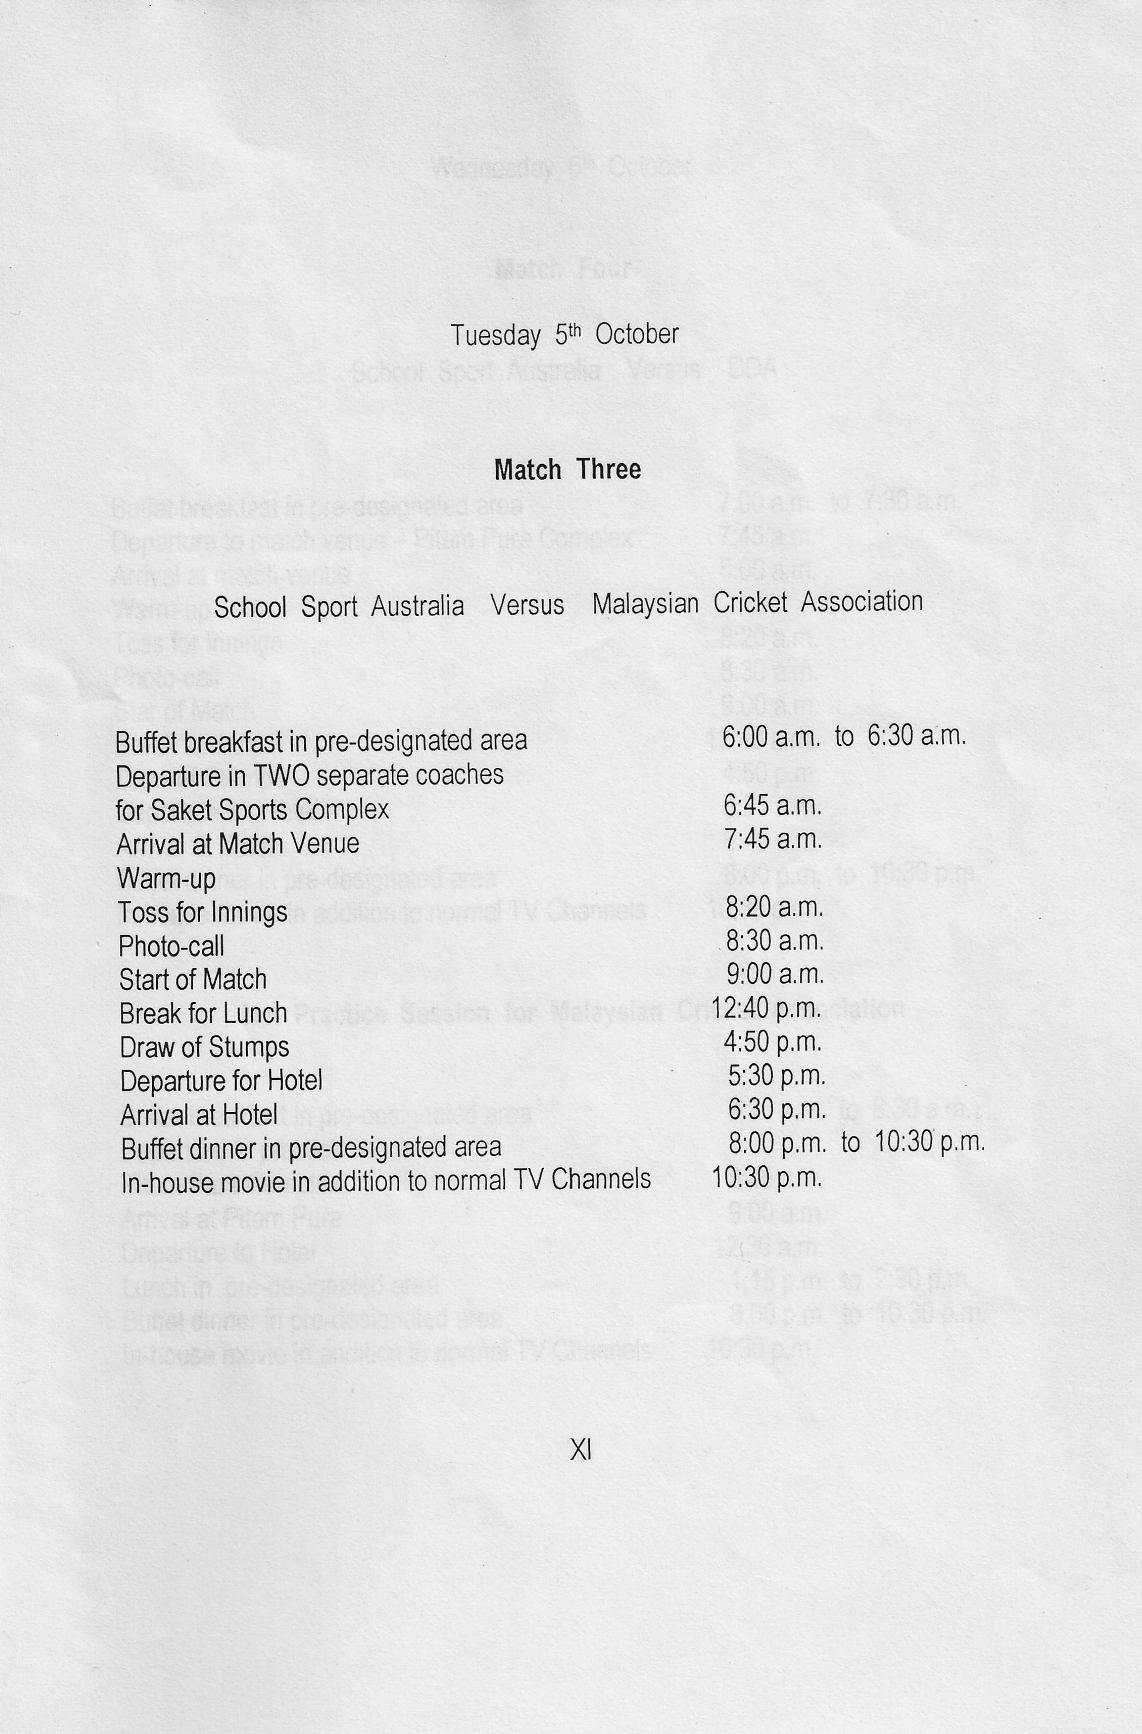 Tuesday 5th October
Match Three
School Sport Australia Versus Malaysian Cricket Association
Buffet breakfast in pre-designated area 6:00 a.m. to 6:30 a.m.
Departure in TWO separate coaches
for Saket Sports Complex 6:45 a.m.
Arrival at Match Venue 7:45 a.m.
Warm-up
Toss for Innings 8:20 a.m.
Photo-call 8:30 a.m.
Start of Match 9:00 a.m.
Break for Lunch 12:40 p.m.
Draw of Stumps 4:50 p.m.
Departure for Hotel 5:30 p.m.
Arrival at Hotel 6:30 p.m.
Buffet dinner in pre-designated area 8:00 p.m. to 10:30 p.m.
In-house movie in addition to normal TV Channels 10:30 p.m.
XI